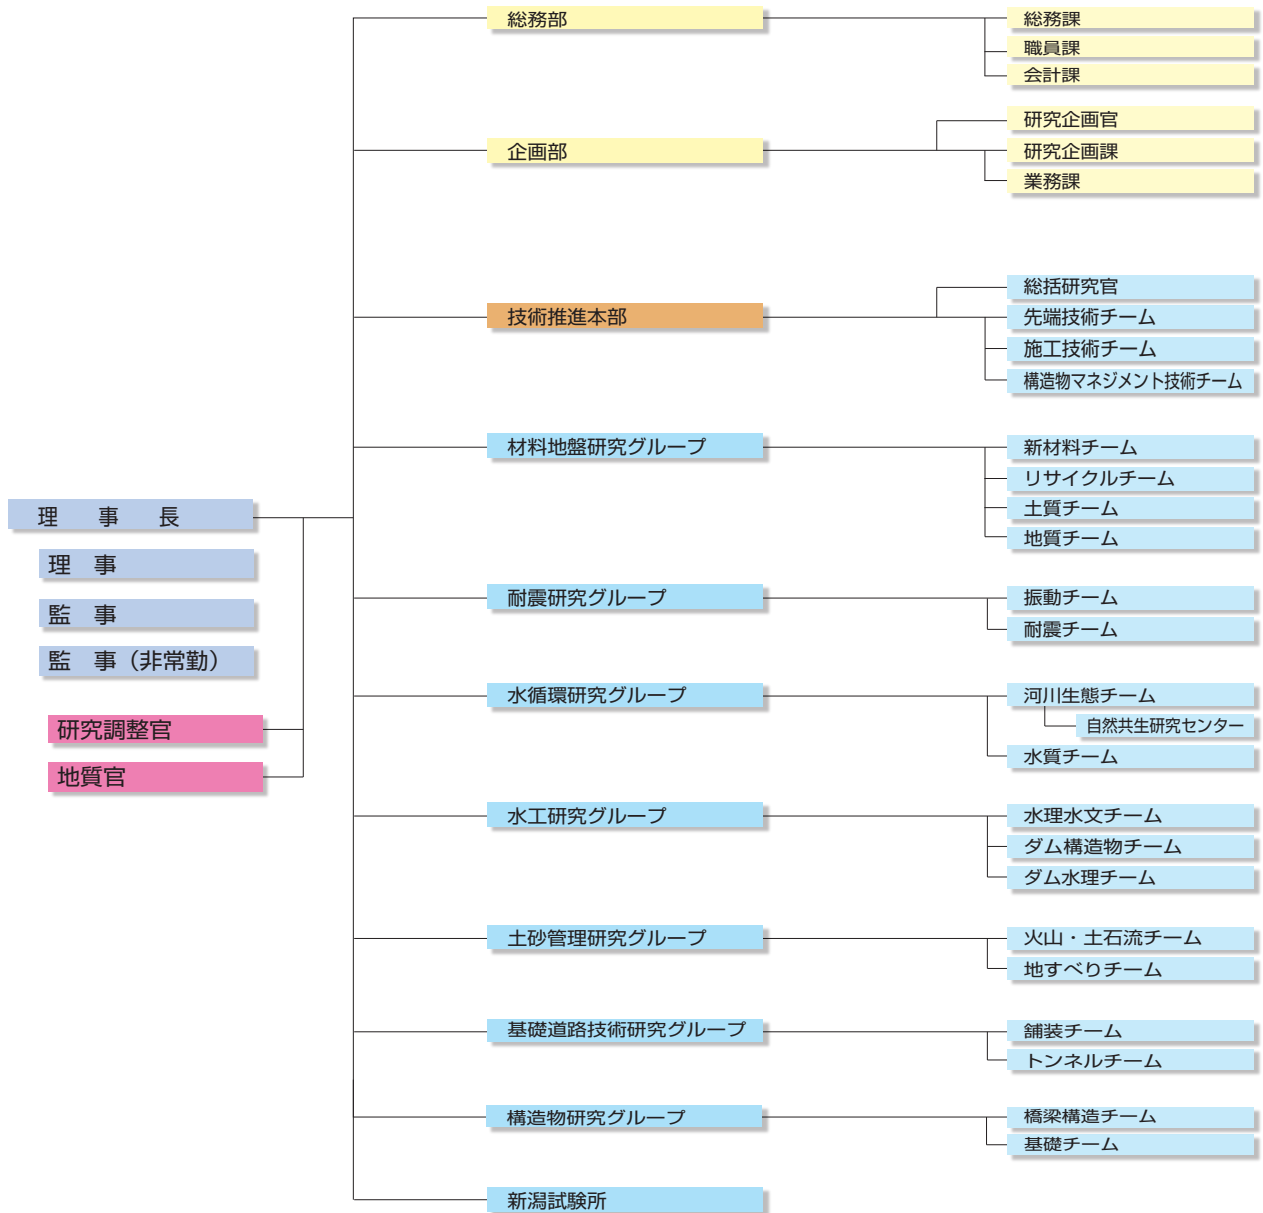 理　事　長
理　事
監　事
監　事（非常勤）
研究調整官
地質官
総務部
総務課
職員課
会計課
企画部
研究企画官
研究企画課
業務課
技術推進本部
総括研究官
先端技術チーム
施工技術チーム
構造物マネジメント技術チーム
材料地盤研究グループ
新材料チーム
リサイクルチーム
土質チーム
地質チーム
耐震研究グループ
振動チーム
耐震チーム
水循環研究グループ
河川生態チーム
自然共生研究センター
水質チーム
水工研究グループ
水理水文チーム
ダム構造物チーム
ダム水理チーム
土砂管理研究グループ
火山・土石流チーム
地すべりチーム
基礎道路技術研究グループ
舗装チーム
トンネルチーム
構造物研究グループ
橋梁構造チーム
基礎チーム
新潟試験所